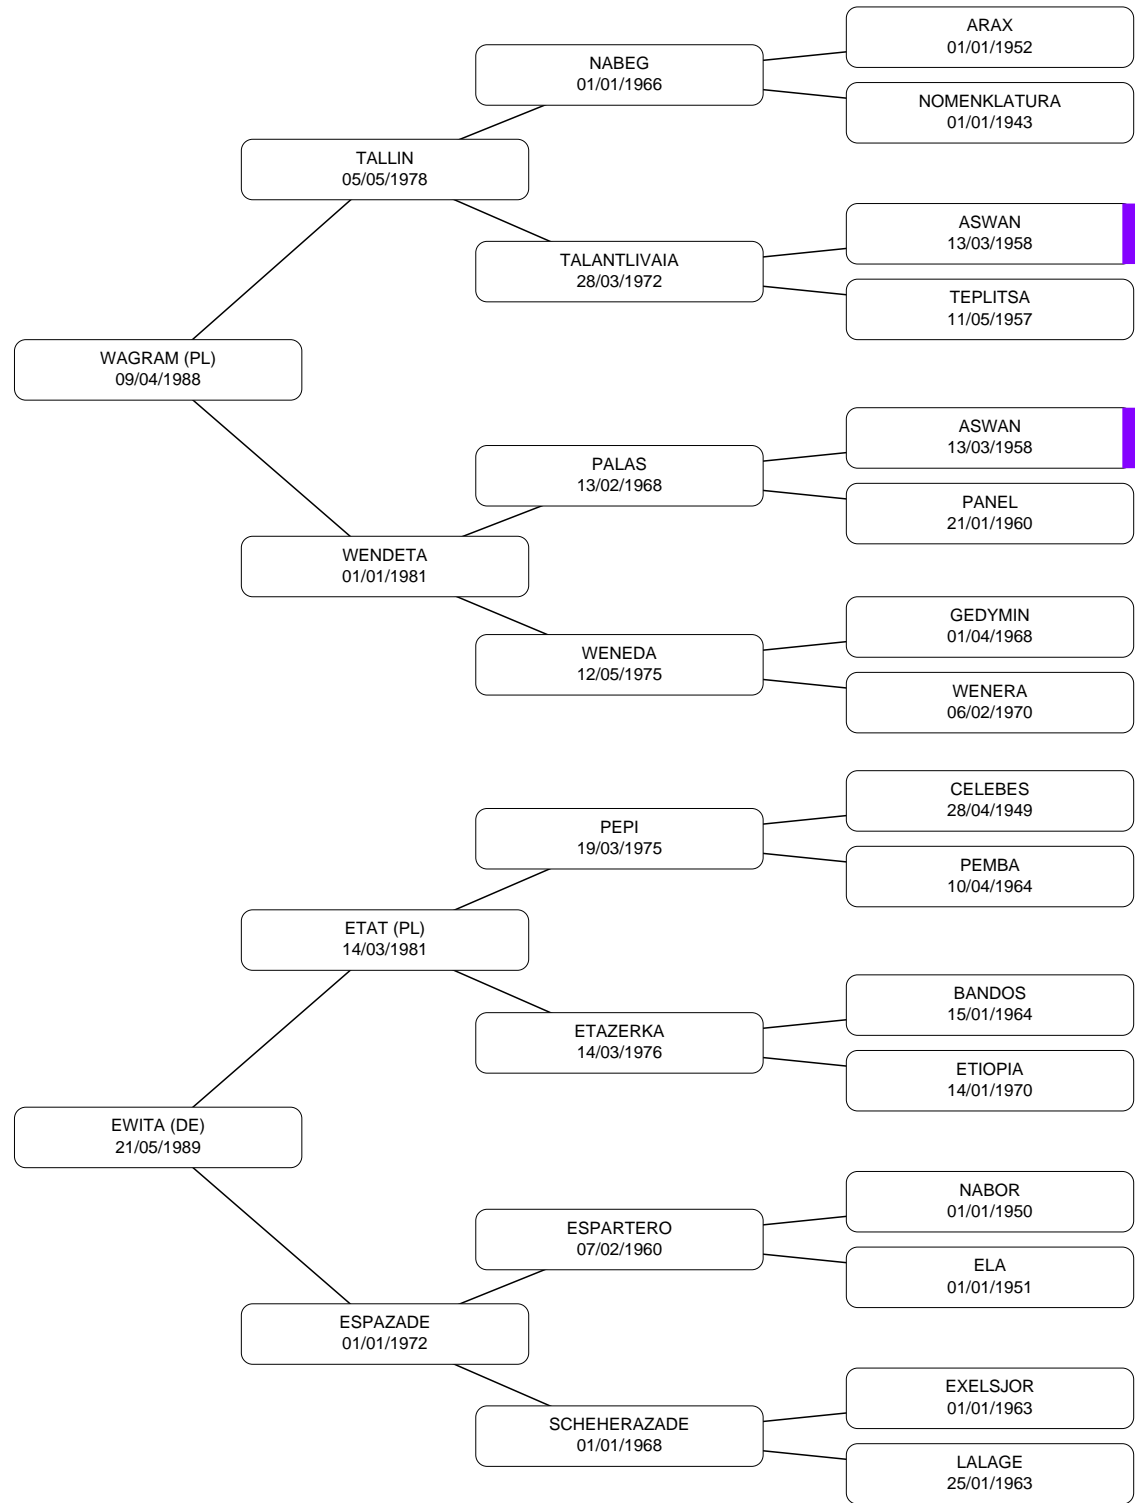 ARAX
01/01/1952
NABEG
01/01/1966
NOMENKLATURA
01/01/1943
TALLIN
05/05/1978
ASWAN
13/03/1958
TALANTLIVAIA
28/03/1972
TEPLITSA
11/05/1957
WAGRAM (PL)
09/04/1988
ASWAN
13/03/1958
PALAS
13/02/1968
PANEL
21/01/1960
WENDETA
01/01/1981
GEDYMIN
01/04/1968
WENEDA
12/05/1975
WENERA
06/02/1970
CELEBES
28/04/1949
PEPI
19/03/1975
PEMBA
10/04/1964
ETAT (PL)
14/03/1981
BANDOS
15/01/1964
ETAZERKA
14/03/1976
ETIOPIA
14/01/1970
EWITA (DE)
21/05/1989
NABOR
01/01/1950
ESPARTERO
07/02/1960
ELA
01/01/1951
ESPAZADE
01/01/1972
EXELSJOR
01/01/1963
SCHEHERAZADE
01/01/1968
LALAGE
25/01/1963